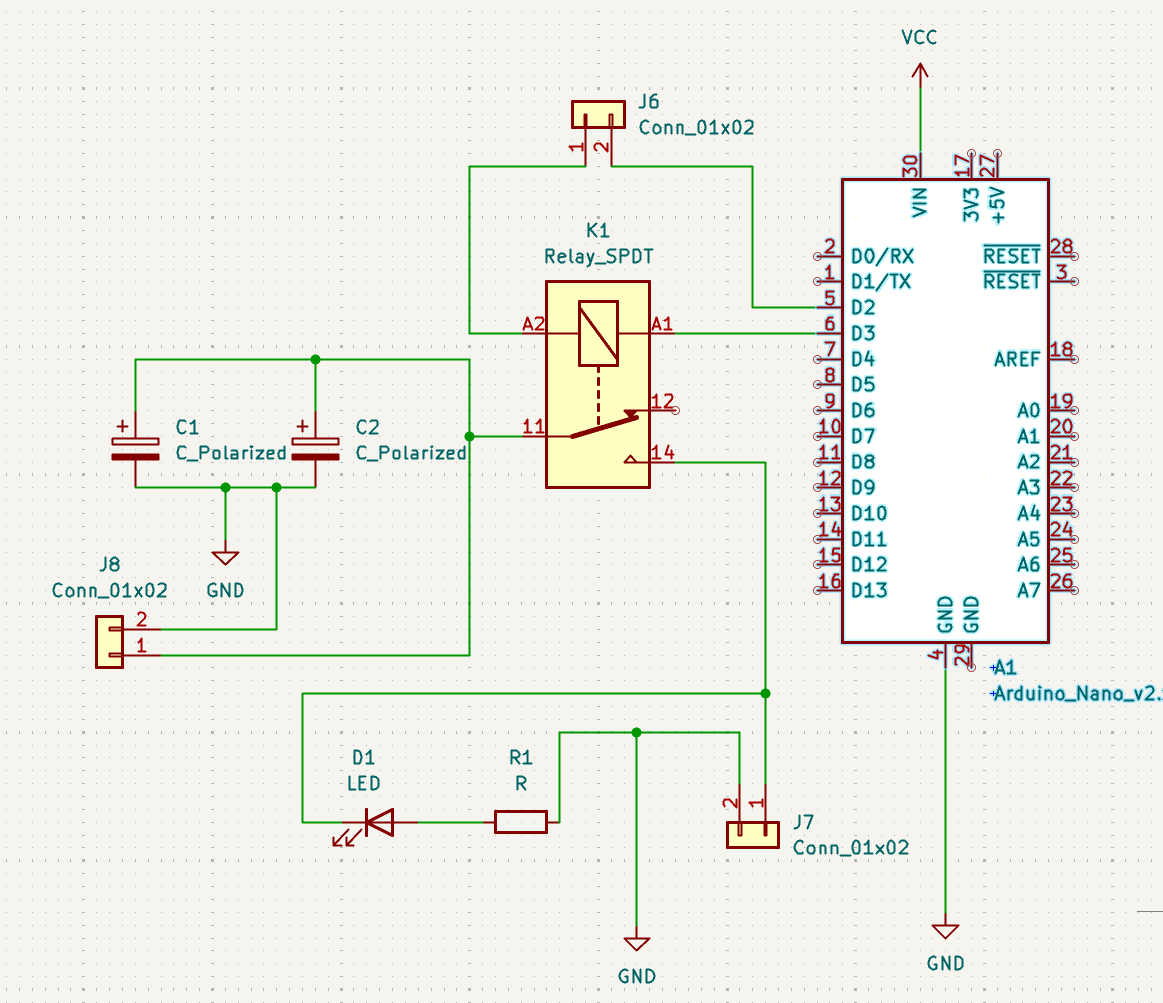 VCC
J6
Conn_01x02
1
2
30
17
27
VIN
3V3
+5V
K1
Relay_SPDT
2
D0/RX
RESET
28
1
D1/TX
RESET
3
5
D2
A2
A1
6
D3
7
D4
AREF
18
8
D5
12
9
D6
A0
19
+
C1
C_Polarized
+
C2
C_Polarized
11
10
D7
A1
20
14
11
D8
A2
21
12
D9
A3
22
13
D10
A4
23
14
D11
A5
24
15
D12
A6
25
16
D13
A7
26
J8
Conn_01x02
GND
2
1
GND
GND
4
29
A1
Arduino_Nano_v2.
D1
LED
R1
R
2
1
J7
Conn_01x02
GND
GND